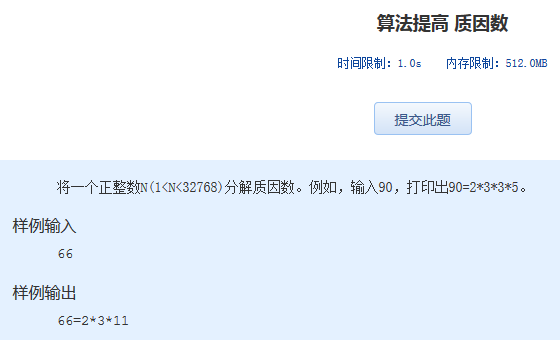 算法提高 质因数
时间限制：1.0s 内存限制：512.0MB
提交此题
将一个正整数N(1<N<32768)分解质因数。例如，输入90，打印出90=2*3*3*5。
样例输入
66
样例输出
66=2*3*11